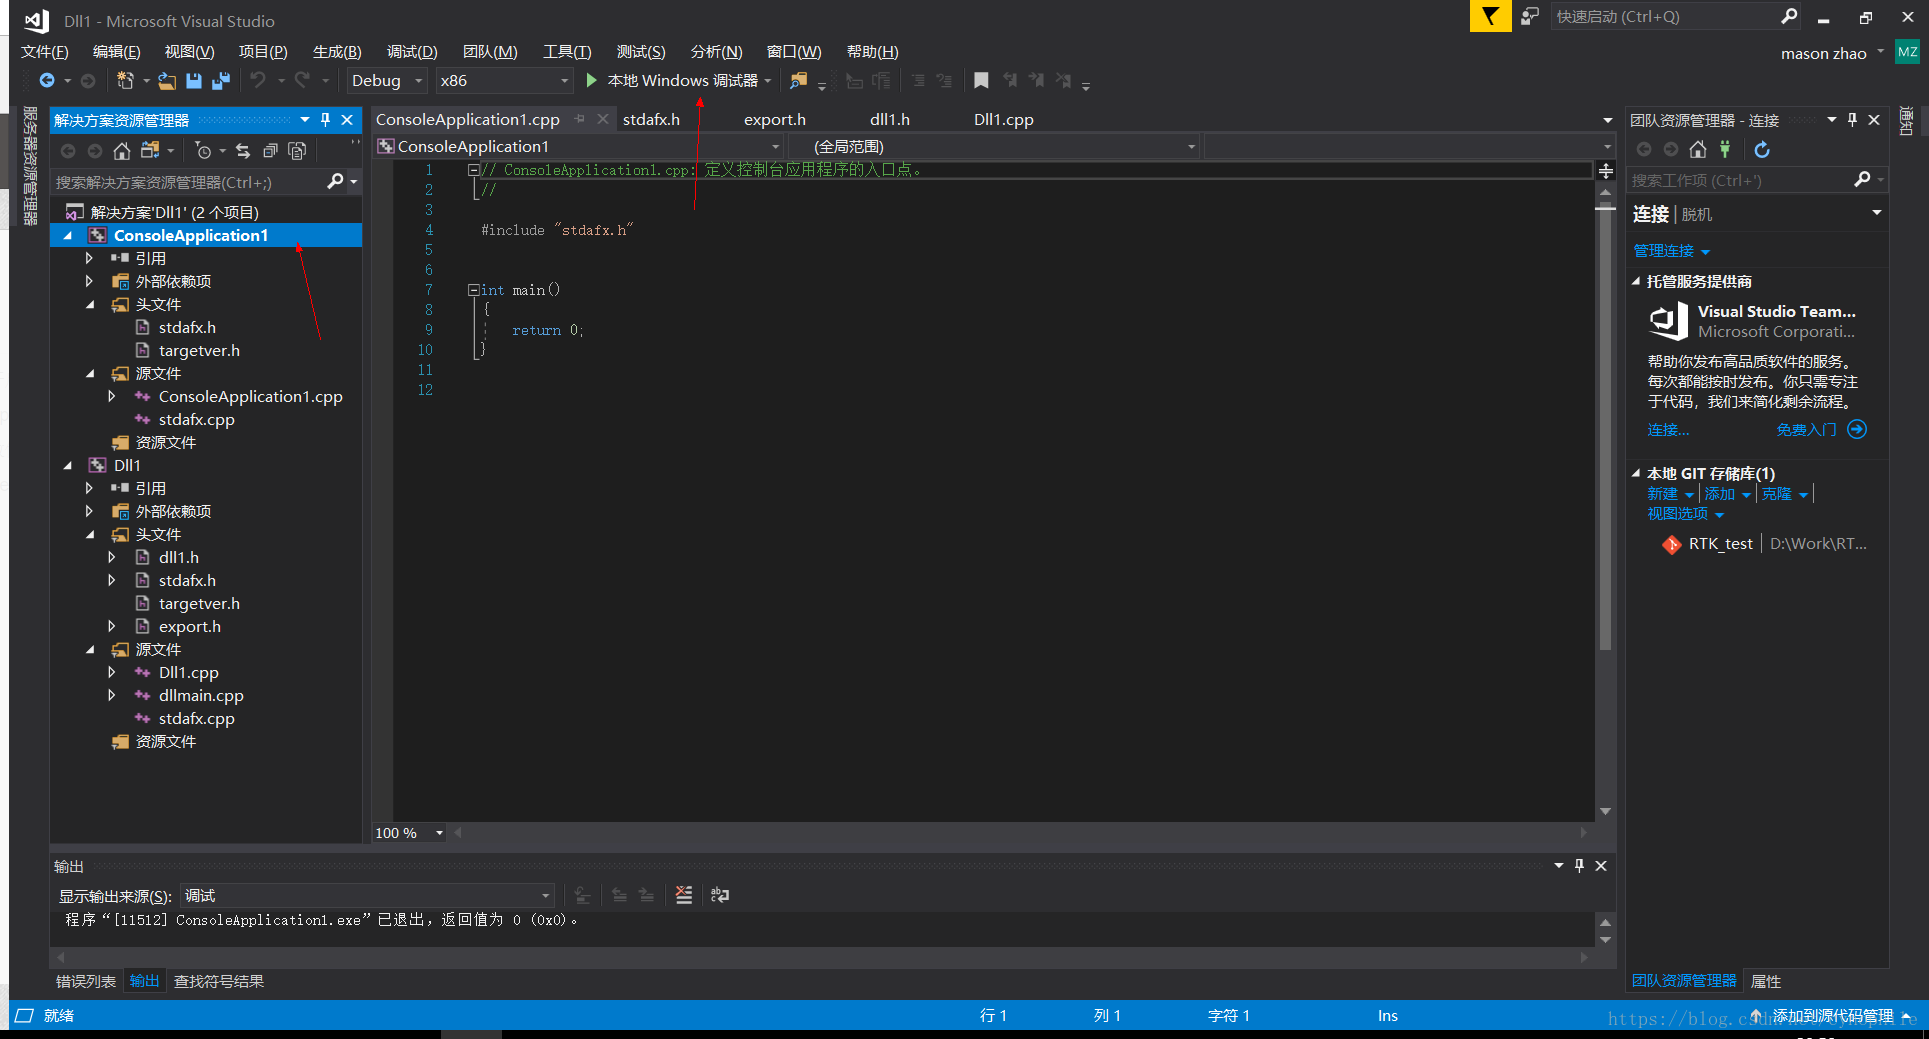 Dll1 - Microsoft Visual Studio
快速启动 (Ctrl+Q)
文件(F) 编辑(E) 视图(V) 项目(P) 生成(B) 调试(D) 团队(M) 工具(T) 测试(S) 分析(N) 窗口(W) 帮助(H)
mason zhao MZ
Debug x86 本地 Windows 调试器
服务器资源管理器
解决方案资源管理器
搜索解决方案资源管理器(Ctrl+;)
解决方案'Dll1' (2 个项目)
ConsoleApplication1
引用
外部依赖项
头文件
stdafx.h
targetver.h
源文件
ConsoleApplication1.cpp
stdafx.cpp
资源文件
Dll1
引用
外部依赖项
头文件
dll1.h
stdafx.h
targetver.h
export.h
源文件
Dll1.cpp
dllmain.cpp
stdafx.cpp
资源文件
ConsoleApplication1.cpp stdafx.h export.h dll1.h Dll1.cpp
ConsoleApplication1 (全局范围)
1 // ConsoleApplication1.cpp: 定义控制台应用程序的入口点。
2 //
3
4 #include "stdafx.h"
5
6
7 int main()
8 {
9 return 0;
10 }
11
12
100 %
输出
显示输出来源(S): 调试
程序“[11512] ConsoleApplication1.exe”已退出，返回值为 0 (0x0)。
错误列表 输出 查找符号结果
团队资源管理器 - 连接
通知
搜索工作项 (Ctrl+')
连接 | 脱机
管理连接
托管服务提供商
Visual Studio Team...
Microsoft Corporati...
帮助你发布高品质软件的服务。
每次都能按时发布。你只需专注
于代码，我们来简化剩余流程。
连接... 免费入门
本地 GIT 存储库(1)
新建 添加 克隆
视图选项
RTK_test D:\Work\RT...
团队资源管理器 属性
就绪 行 1 列 1 字符 1 Ins 添加到源代码管理